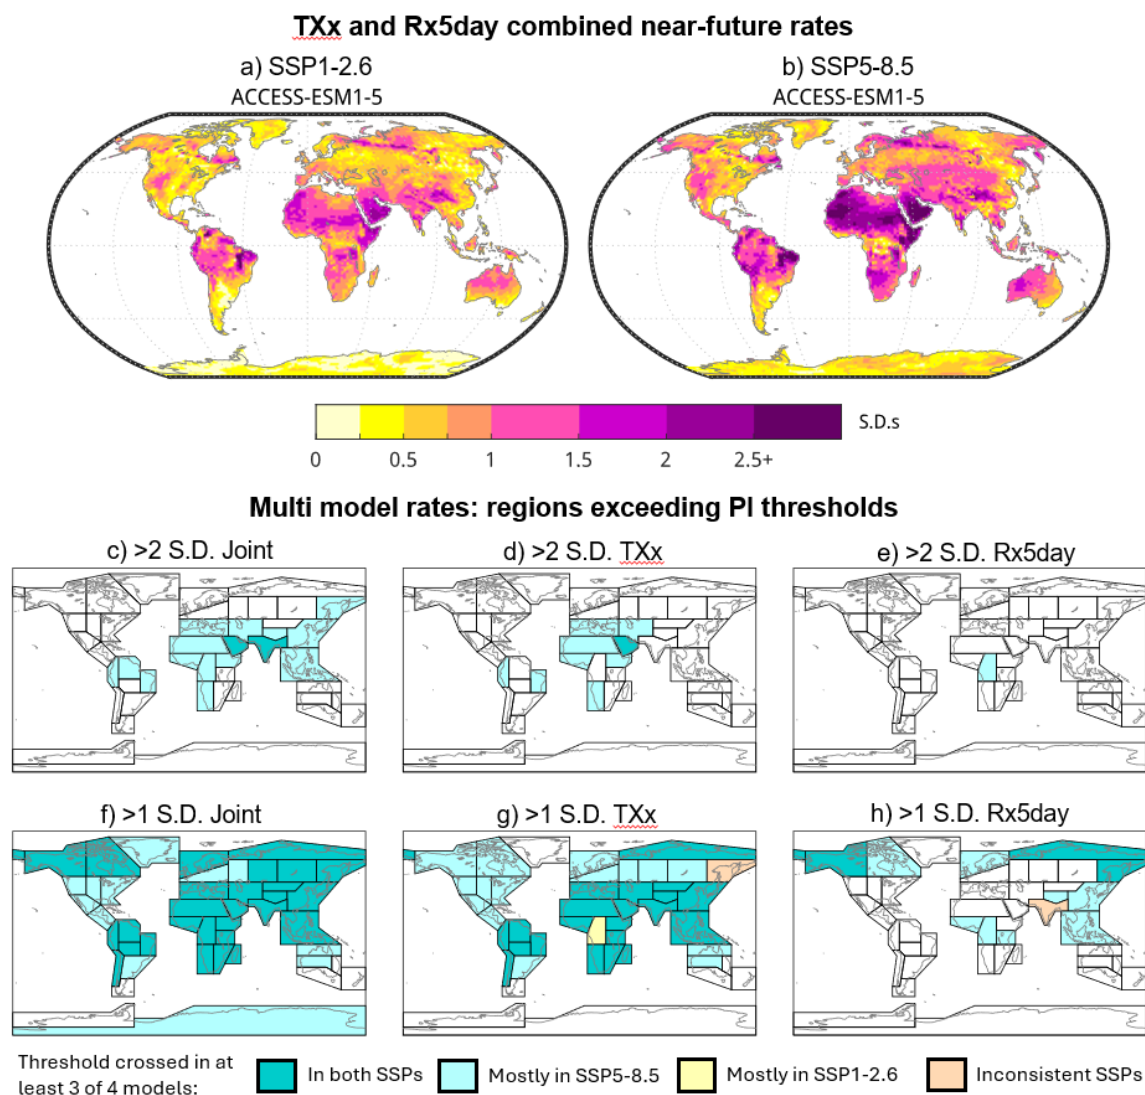 TXx and Rx5day combined near-future rates
a) SSP1-2.6
ACCESS-ESM1-5
b) SSP5-8.5
ACCESS-ESM1-5
S.D.s
0 0.5 1 1.5 2 2.5+
Multi model rates: regions exceeding PI thresholds
c) >2 S.D. Joint
d) >2 S.D. TXx
e) >2 S.D. Rx5day
f) >1 S.D. Joint
g) >1 S.D. TXx
h) >1 S.D. Rx5day
Threshold crossed in at
least 3 of 4 models:
In both SSPs
Mostly in SSP5-8.5
Mostly in SSP1-2.6
Inconsistent SSPs